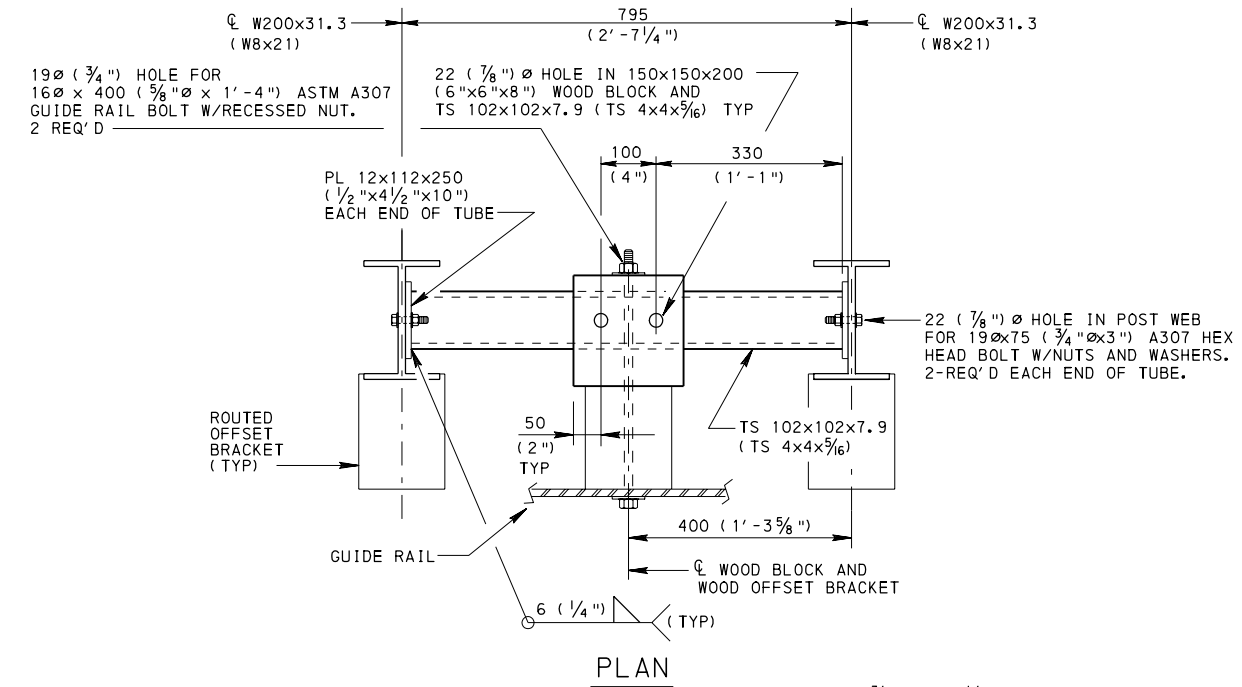 ℄ W200x31.3
(W8x21)
795
(2'-7¼")
℄ W200x31.3
(W8x21)
19ø (¾") HOLE FOR
16ø x 400 (⅝"ø x 1'-4") ASTM A307
GUIDE RAIL BOLT W/RECESSED NUT.
2 REQ'D
22 (⅞") ø HOLE IN 150x150x200
(6"x6"x8") WOOD BLOCK AND
TS 102x102x7.9 (TS 4x4x5⁄16) TYP
100
(4")
330
(1'-1")
PL 12x112x250
(½"x4½"x10")
EACH END OF TUBE
22 (⅞") ø HOLE IN POST WEB
FOR 19øx75 (¾"øx3") A307 HEX
HEAD BOLT W/NUTS AND WASHERS.
2-REQ'D EACH END OF TUBE.
ROUTED
OFFSET
BRACKET
(TYP)
50
(2")
TYP
TS 102x102x7.9
(TS 4x4x5⁄16)
400 (1'-3⅝")
GUIDE RAIL
℄ WOOD BLOCK AND
WOOD OFFSET BRACKET
6 (¼")
(TYP)
PLAN